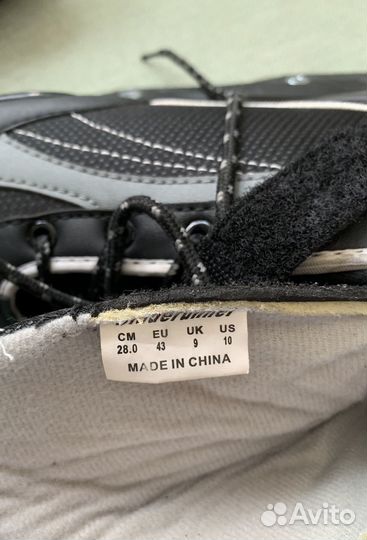 CM EU UK US
28.0 43 9 10
MADE IN CHINA
Avito